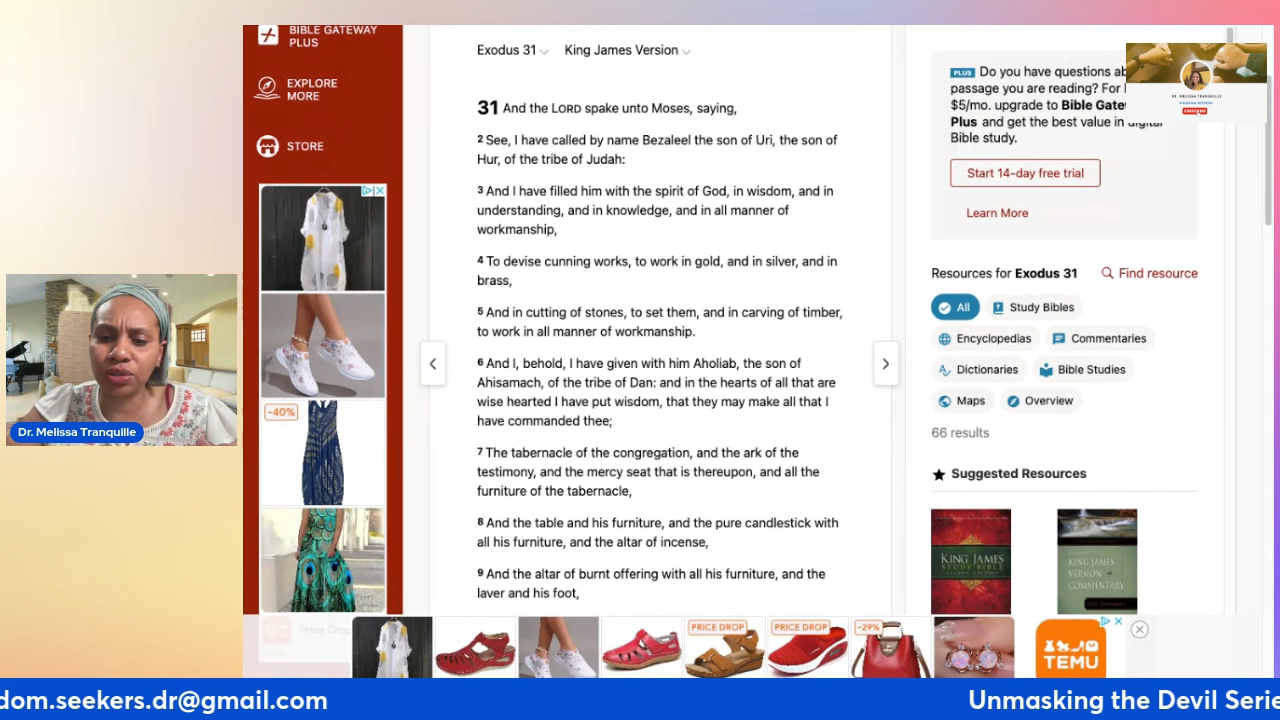 BIBLE GATEWAY
PLUS
EXPLORE
MORE
STORE
-40%
Dr. Melissa Tranquille
Exodus 31
King James Version
31 And the LORD spake unto Moses, saying,
2 See, I have called by name Bezaleel the son of Uri, the son of
Hur, of the tribe of Judah:
3 And I have filled him with the spirit of God, in wisdom, and in
understanding, and in knowledge, and in all manner of
workmanship,
4 To devise cunning works, to work in gold, and in silver, and in
brass,
5 And in cutting of stones, to set them, and in carving of timber,
to work in all manner of workmanship.
6 And I, behold, I have given with him Aholiab, the son of
Ahisamach, of the tribe of Dan: and in the hearts of all that are
wise hearted I have put wisdom, that they may make all that I
have commanded thee;
7 The tabernacle of the congregation, and the ark of the
testimony, and the mercy seat that is thereupon, and all the
furniture of the tabernacle,
8 And the table and his furniture, and the pure candlestick with
all his furniture, and the altar of incense,
9 And the altar of burnt offering with all his furniture, and the
laver and his foot,
PLUS Do you have questions ab
passage you are reading? For
$5/mo. upgrade to Bible Gate
Plus and get the best value in digital
Bible study.
Start 14-day free trial
Learn More
DR. MELISSA TRANQUILLE
Resources for Exodus 31
Find resource
All
Study Bibles
Encyclopedias
Commentaries
Dictionaries
Bible Studies
Maps
Overview
66 results
Suggested Resources
KING JAMES
STUDY BIBLE
KING JAMES
VERSION
COMMENTARY
Price Drop
PRICE DROP
PRICE DROP
-29%
TEMU
dom.seekers.dr@gmail.com
Unmasking the Devil Serie